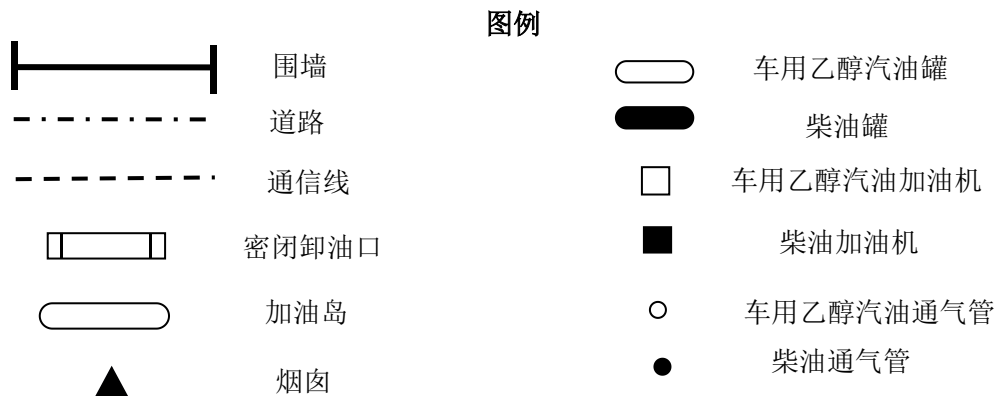 图例
围墙
车用乙醇汽油罐
道路
柴油罐
通信线
车用乙醇汽油加油机
密闭卸油口
柴油加油机
加油岛
车用乙醇汽油通气管
烟囱
柴油通气管